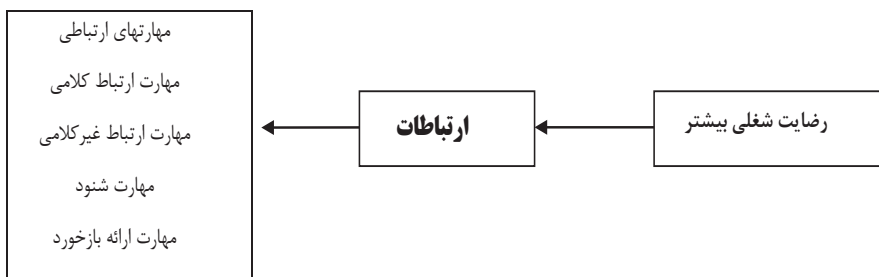 رضایت شغلی بیشتر
ارتباطات
مهارتهای ارتباطی
مهارت ارتباط کلامی
مهارت ارتباط غیرکلامی
مهارت شنود
مهارت ارائه بازخورد